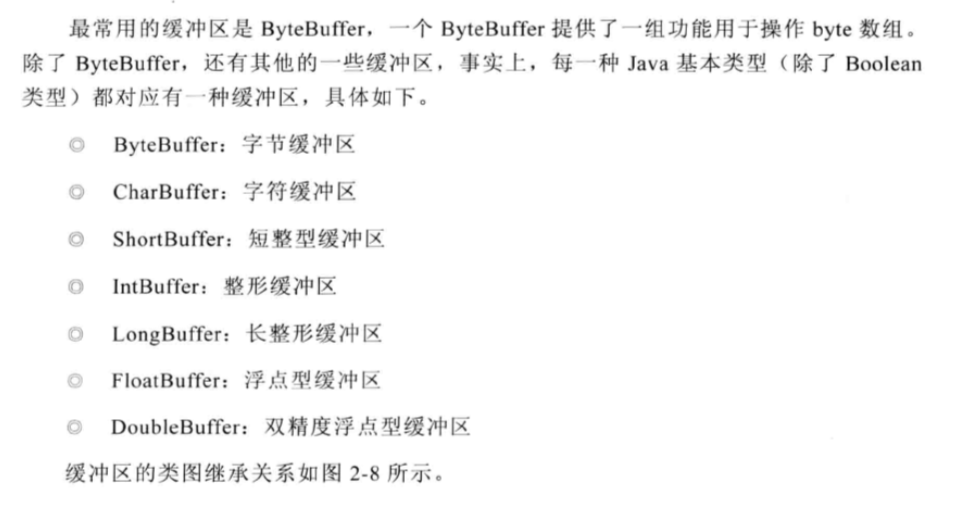 最常用的缓冲区是 ByteBuffer，一个 ByteBuffer 提供了一组功能用于操作 byte 数组。
除了 ByteBuffer，还有其他的一些缓冲区，事实上，每一种 Java 基本类型（除了 Boolean
类型）都对应有一种缓冲区，具体如下。
◎ ByteBuffer：字节缓冲区
◎ CharBuffer：字符缓冲区
◎ ShortBuffer：短整型缓冲区
◎ IntBuffer：整形缓冲区
◎ LongBuffer：长整形缓冲区
◎ FloatBuffer：浮点型缓冲区
◎ DoubleBuffer：双精度浮点型缓冲区
缓冲区的类图继承关系如图 2-8 所示。